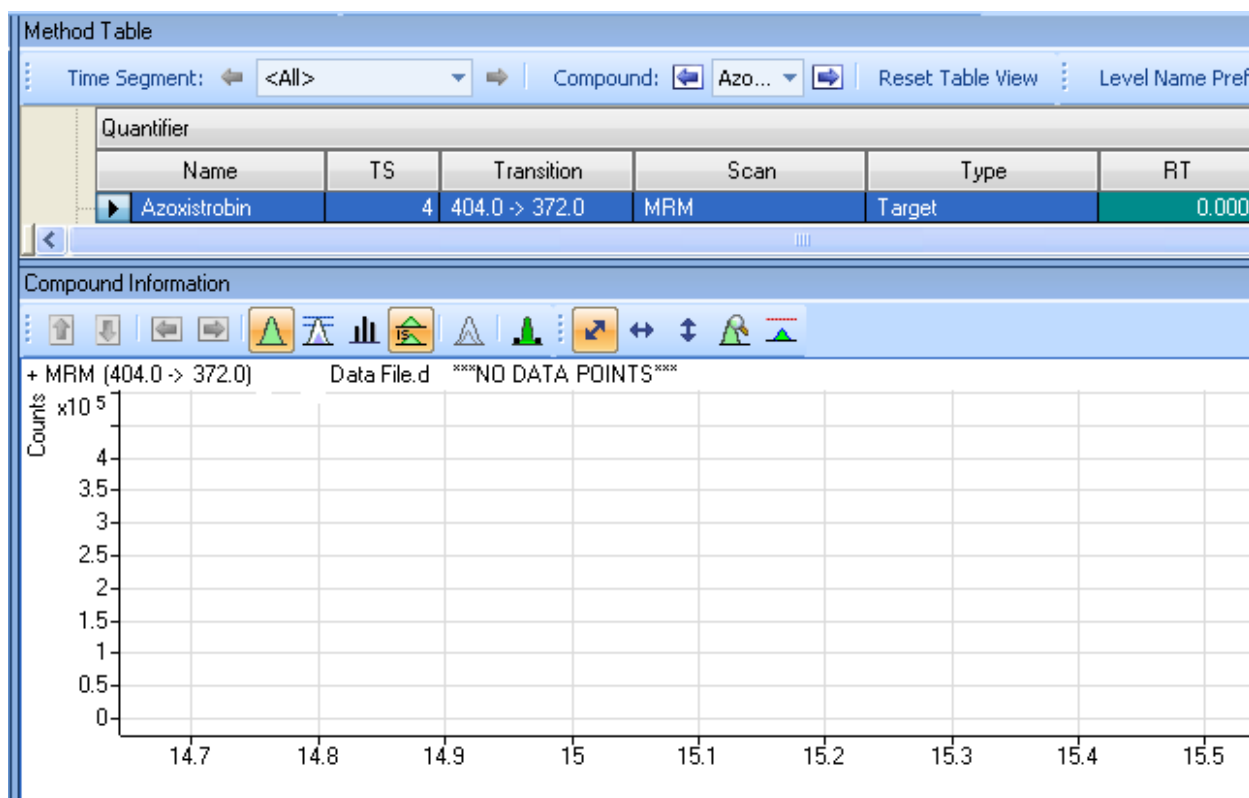 Method Table
Time Segment: <All> Compound: Azo... Reset Table View Level Name Pref
Quantifier
Name TS Transition Scan Type RT
Azoxistrobin 4 404.0 -> 372.0 MRM Target 0.000
Compound Information
IS
+ MRM (404.0 -> 372.0) Data File.d ***NO DATA POINTS***
Counts
x10 5
4
3.5
3
2.5
2
1.5
1
0.5
0
14.7 14.8 14.9 15 15.1 15.2 15.3 15.4 15.5